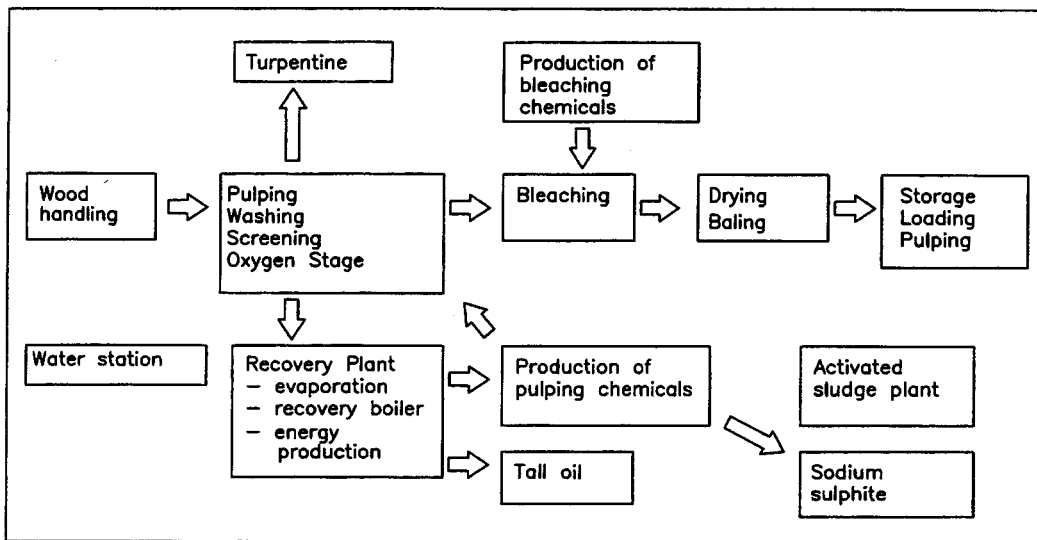 Turpentine
Production of
bleaching
chemicals
Wood
handling
Pulping
Washing
Screening
Oxygen Stage
Bleaching
Drying
Baling
Storage
Loading
Pulping
Water station
Recovery Plant
– evaporation
– recovery boiler
– energy
production
Production of
pulping chemicals
Activated
sludge plant
Tall oil
Sodium
sulphite